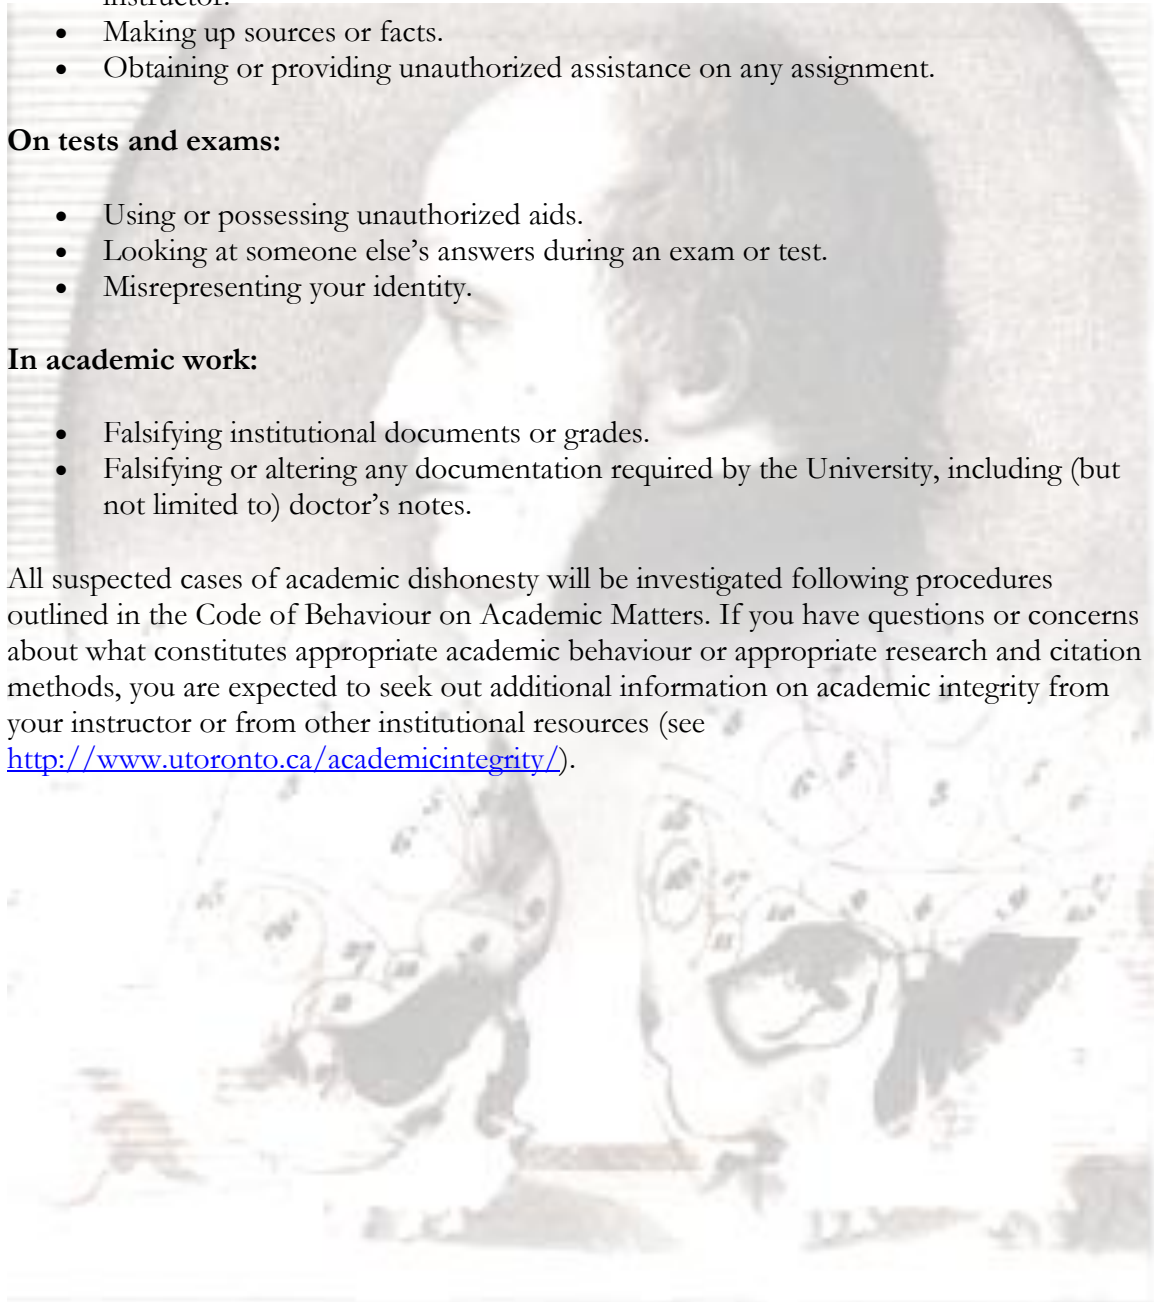 instructor.
• Making up sources or facts.
• Obtaining or providing unauthorized assistance on any assignment.
On tests and exams:
• Using or possessing unauthorized aids.
• Looking at someone else’s answers during an exam or test.
• Misrepresenting your identity.
In academic work:
• Falsifying institutional documents or grades.
• Falsifying or altering any documentation required by the University, including (but
not limited to) doctor’s notes.
All suspected cases of academic dishonesty will be investigated following procedures
outlined in the Code of Behaviour on Academic Matters. If you have questions or concerns
about what constitutes appropriate academic behaviour or appropriate research and citation
methods, you are expected to seek out additional information on academic integrity from
your instructor or from other institutional resources (see
http://www.utoronto.ca/academicintegrity/).